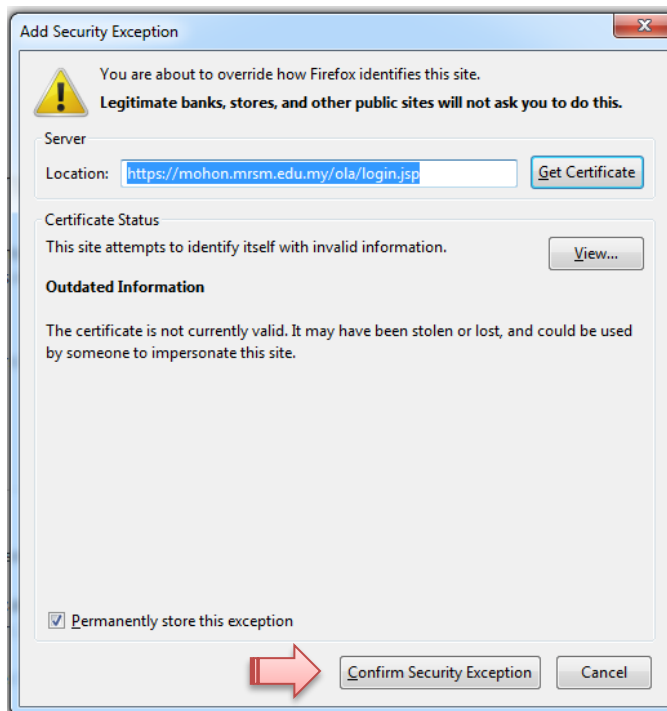 Add Security Exception
You are about to override how Firefox identifies this site.
Legitimate banks, stores, and other public sites will not ask you to do this.
Server
Location: https://mohon.mrsm.edu.my/ola/login.jsp Get Certificate
Certificate Status
This site attempts to identify itself with invalid information.
View...
Outdated Information
The certificate is not currently valid. It may have been stolen or lost, and could be used
by someone to impersonate this site.
Permanently store this exception
Confirm Security Exception Cancel